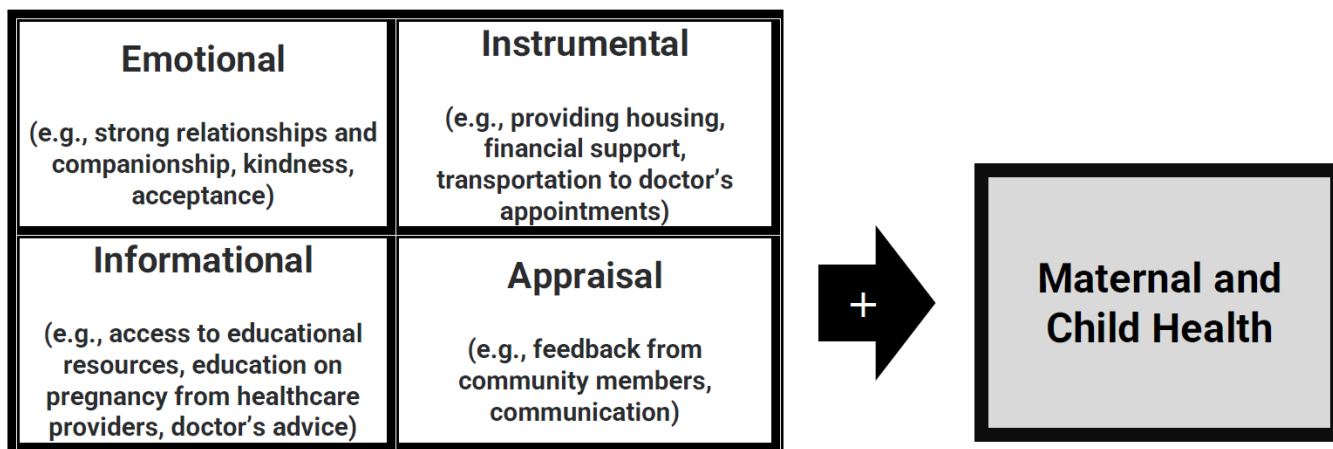 Emotional
(e.g., strong relationships and
companionship, kindness,
acceptance)
Instrumental
(e.g., providing housing,
financial support,
transportation to doctor's
appointments)
Informational
(e.g., access to educational
resources, education on
pregnancy from healthcare
providers, doctor's advice)
Appraisal
(e.g., feedback from
community members,
communication)
+
Maternal and
Child Health